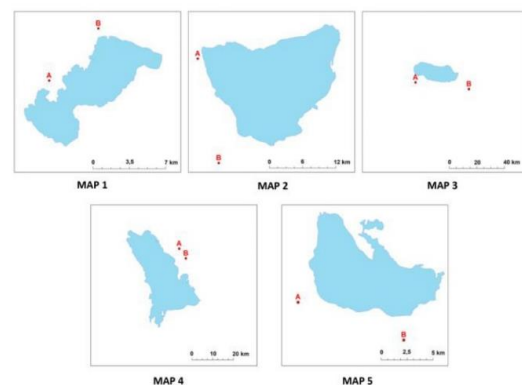 B
A
0 3,5 7 km
MAP 1
A
B
0 6 12 km
MAP 2
A
B
0 20 40 km
MAP 3
A
B
0 10 20 km
MAP 4
A
B
0 2,5 5 km
MAP 5